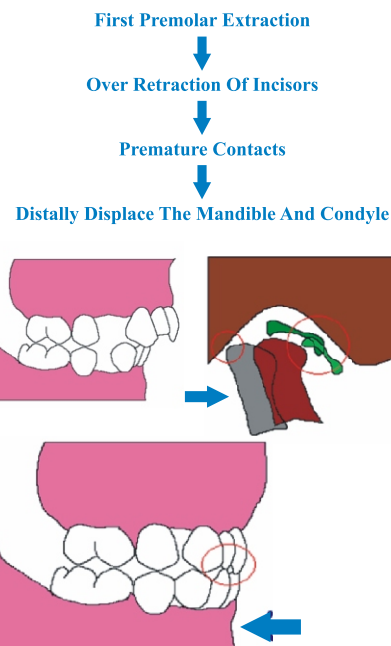 First Premolar Extraction
Over Retraction Of Incisors
Premature Contacts
Distally Displace The Mandible And Condyle